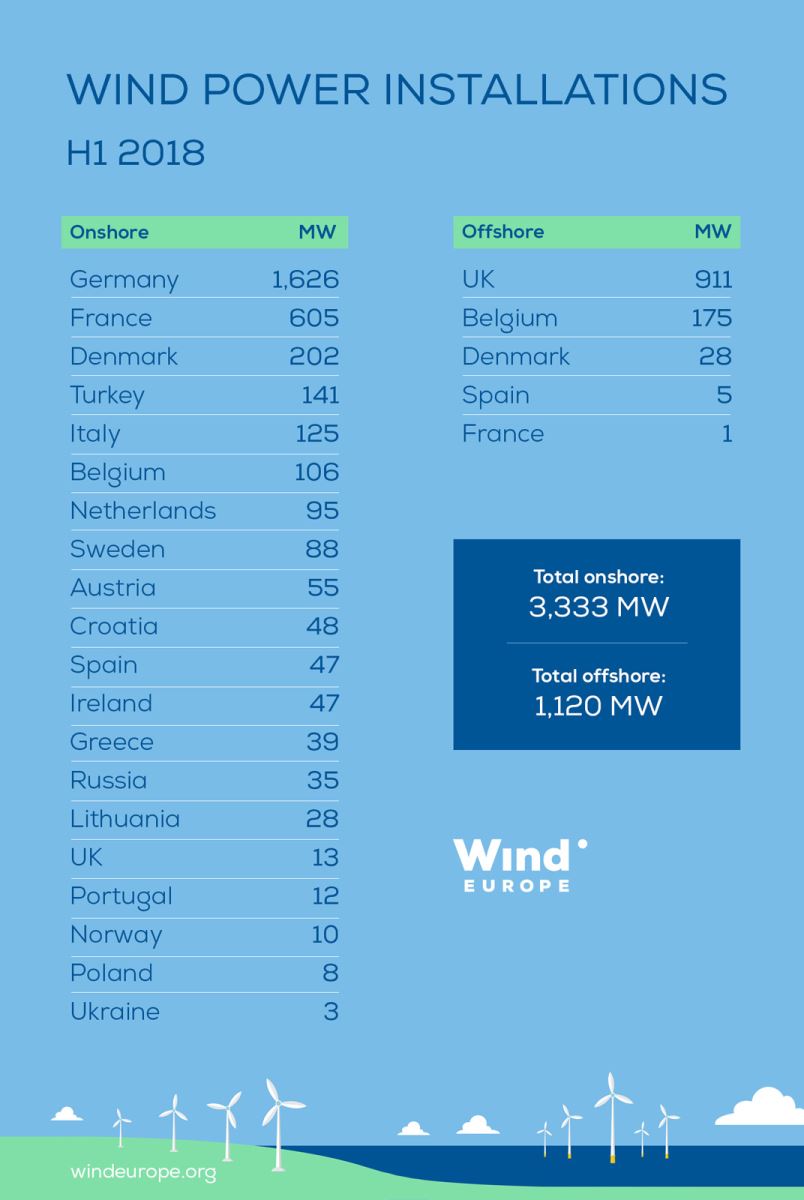 WIND POWER INSTALLATIONS
H1 2018
Onshore MW
Germany 1,626
France 605
Denmark 202
Turkey 141
Italy 125
Belgium 106
Netherlands 95
Sweden 88
Austria 55
Croatia 48
Spain 47
Ireland 47
Greece 39
Russia 35
Lithuania 28
UK 13
Portugal 12
Norway 10
Poland 8
Ukraine 3
Offshore MW
UK 911
Belgium 175
Denmark 28
Spain 5
France 1
Total onshore:
3,333 MW
Total offshore:
1,120 MW
Wind
EUROPE
windeurope.org